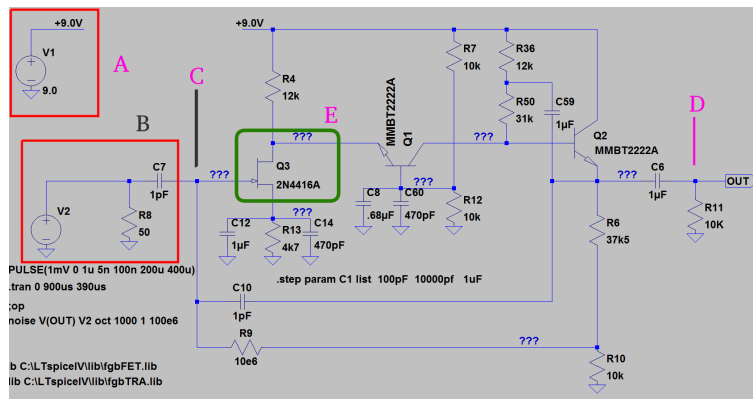 +9.0V
V1
9.0
A
B
C
D
E
+9.0V
R4
12k
Q3
2N4416A
MMBT2222A
Q1
R7
10k
R36
12k
R50
31k
C59
1µF
Q2
MMBT2222A
???
???
???
???
???
???
???
C7
1pF
V2
R8
50
C12
1µF
R13
4k7
C14
470pF
C8
.68µF
C60
470pF
R12
10k
C6
1µF
OUT
R11
10K
R6
37k5
PULSE(1mV 0 1u 5n 100n 200u 400u)
.tran 0 900us 390us
;op
noise V(OUT) V2 oct 1000 1 100e6
.step param C1 list 100pF 10000pf 1uF
C10
1pF
R9
10e6
R10
10k
ib C:\LTspiceIV\lib\fgbFET.lib
lib C:\LTspiceIV\lib\fgbTRA.lib